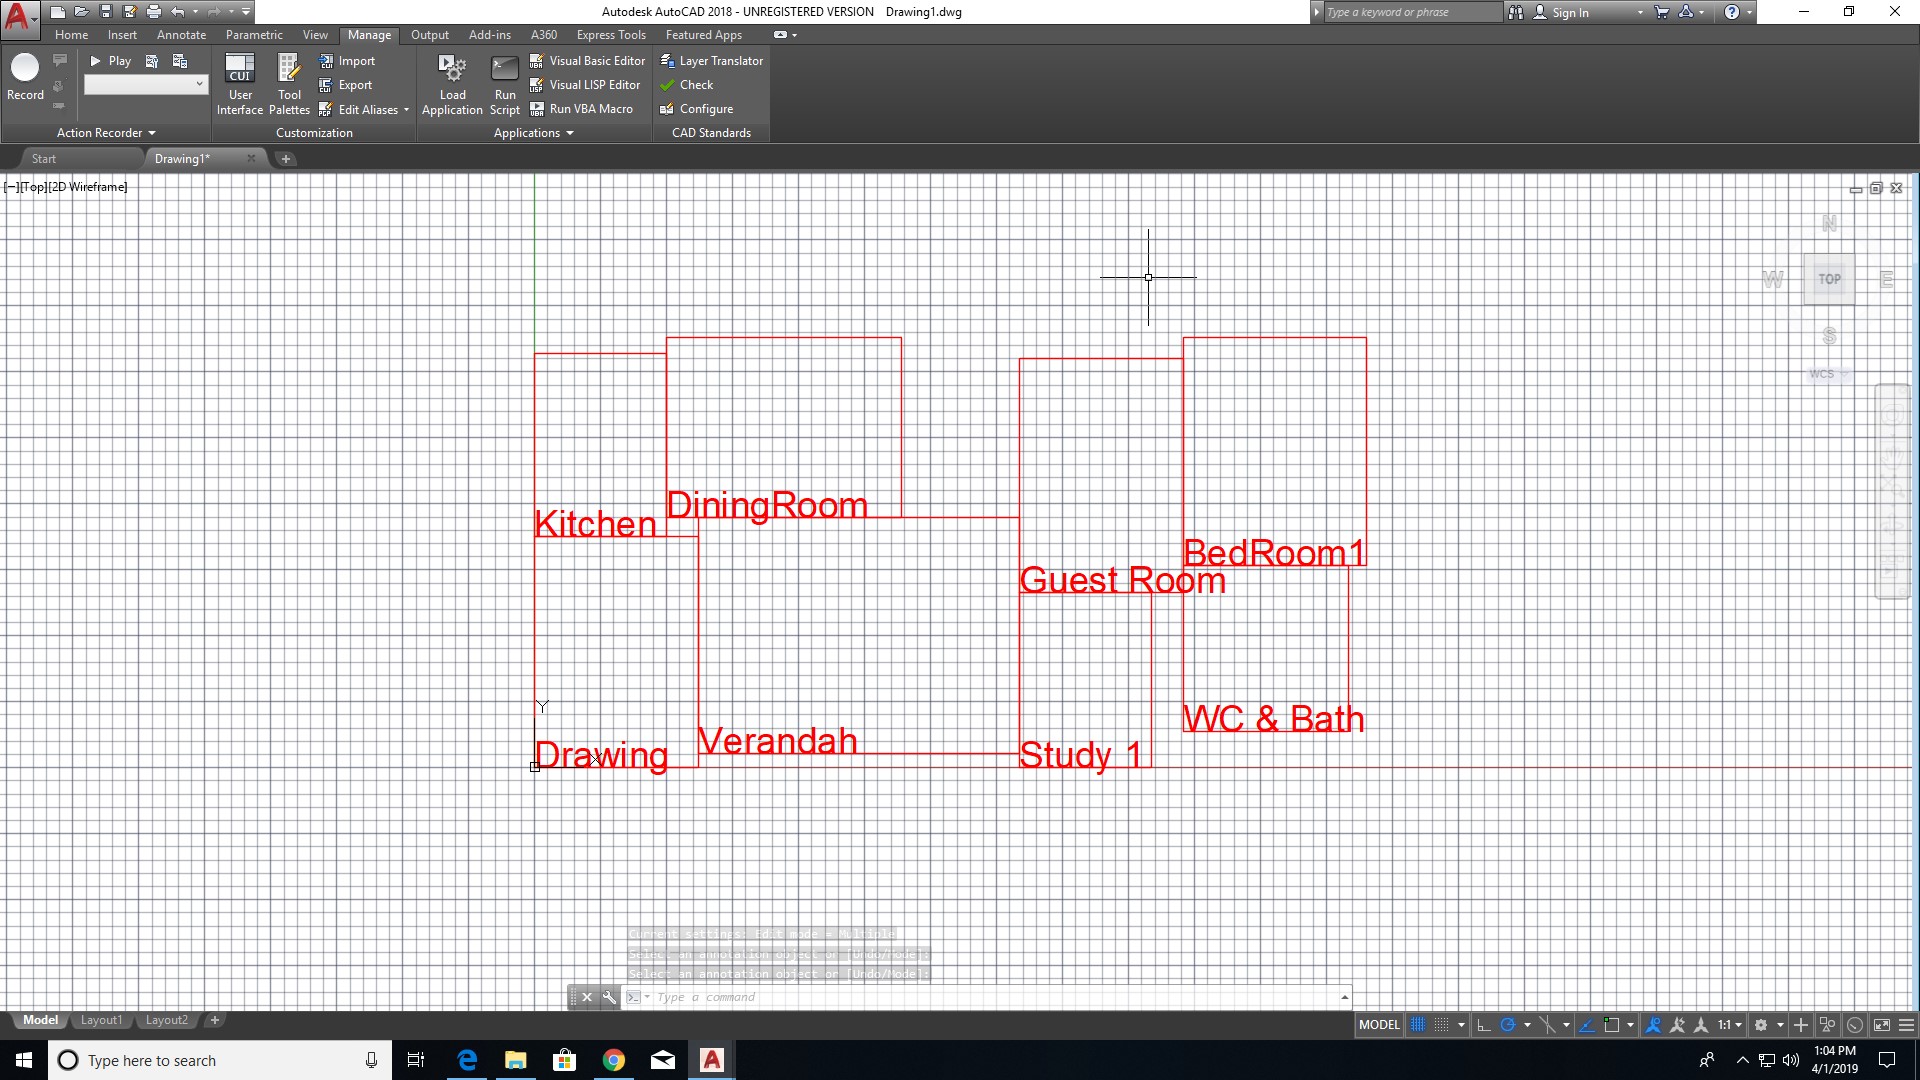 Autodesk AutoCAD 2018 - UNREGISTERED VERSION Drawing1.dwg
Type a keyword or phrase
Sign In
Home Insert Annotate Parametric View Manage Output Add-ins A360 Express Tools Featured Apps
Record
Play
Action Recorder
CUI
User Interface
Tool Palettes
Import
Export
Edit Aliases
Customization
Load Application
Run Script
Visual Basic Editor
Visual LISP Editor
Run VBA Macro
Applications
Layer Translator
Check
Configure
CAD Standards
Start
Drawing1*
[−][Top][2D Wireframe]
N
W TOP E
S
WCS
DiningRoom
Kitchen
BedRoom1
Guest Room
WC & Bath
Y
Verandah
Drawing
X
Study 1
Current settings: Edit mode = Multiple
Select an annotation object or [Undo/Mode]:
Select an annotation object or [Undo/Mode]:
Type a command
Model Layout1 Layout2
MODEL
1:1
Type here to search
1:04 PM
4/1/2019